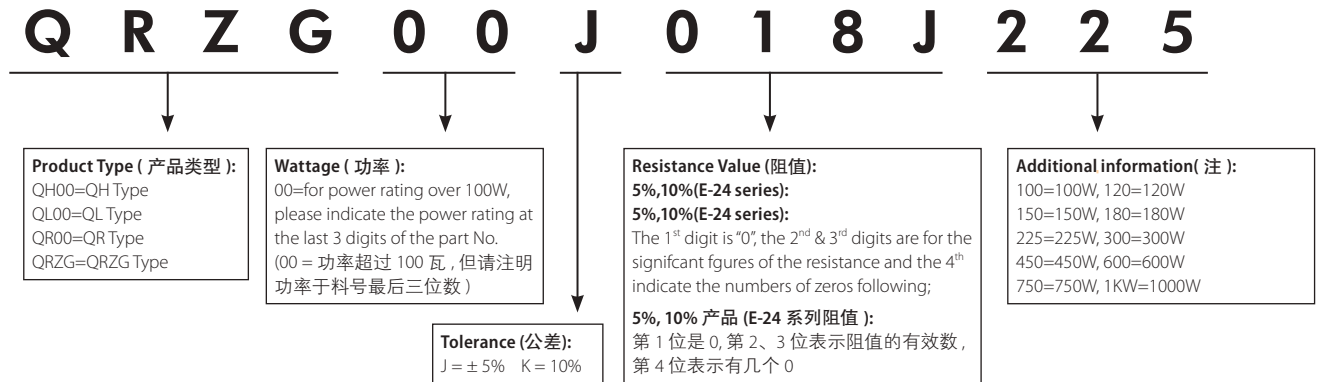 Q R Z G 0 0 J 0 1 8 J 2 2 5
Product Type ( 产品类型 ):
QH00=QH Type
QL00=QL Type
QR00=QR Type
QRZG=QRZG Type
Wattage ( 功率 ):
00=for power rating over 100W,
please indicate the power rating at
the last 3 digits of the part No.
(00 = 功率超过 100 瓦 , 但请注明
功率于料号最后三位数 )
Tolerance (公差):
J = ± 5% K = 10%
Resistance Value (阻值):
5%,10%(E-24 series):
5%,10%(E-24 series):
The 1st digit is "0", the 2nd & 3rd digits are for the
signifcant fgures of the resistance and the 4th
indicate the numbers of zeros following;
5%, 10% 产品 (E-24 系列阻值 ):
第 1 位是 0, 第 2、3 位表示阻值的有效数 ,
第 4 位表示有几个 0
Additional information( 注 ):
100=100W, 120=120W
150=150W, 180=180W
225=225W, 300=300W
450=450W, 600=600W
750=750W, 1KW=1000W